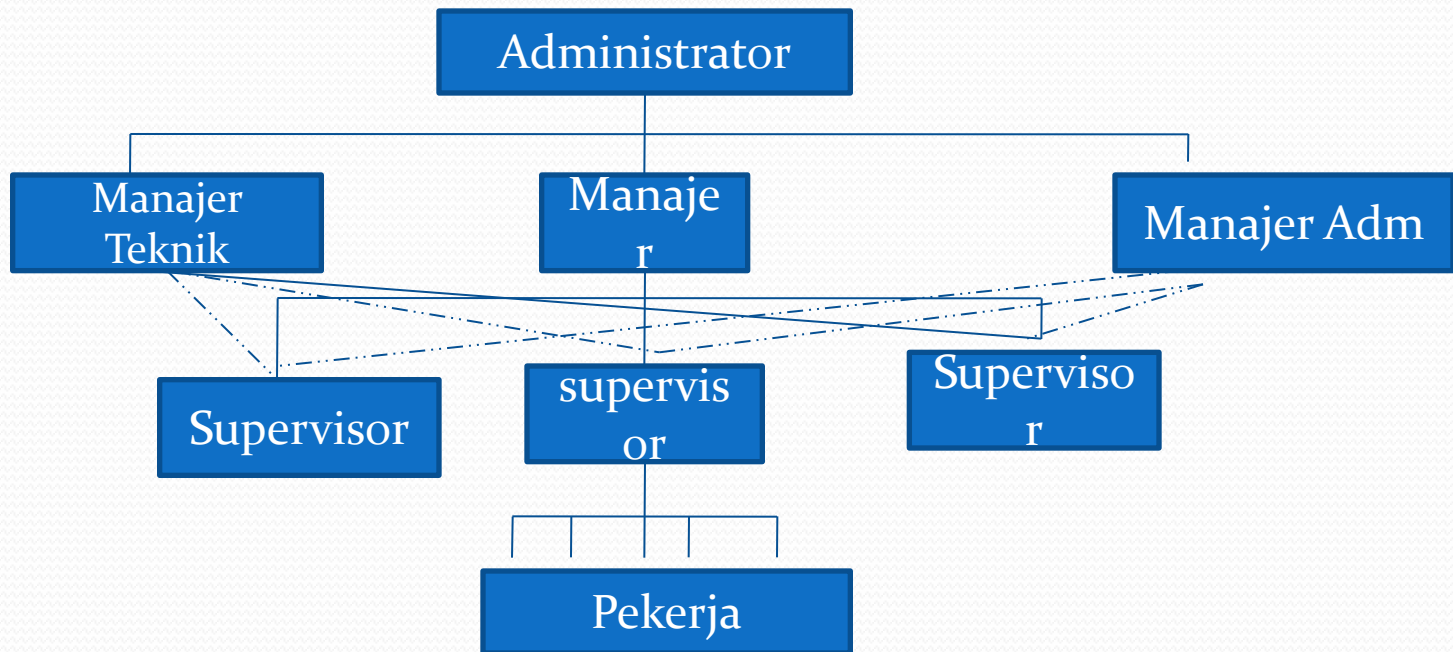 Administrator
Manajer
Teknik
Manaje
r
Manajer Adm
Supervisor
supervis
or
Superviso
r
Pekerja